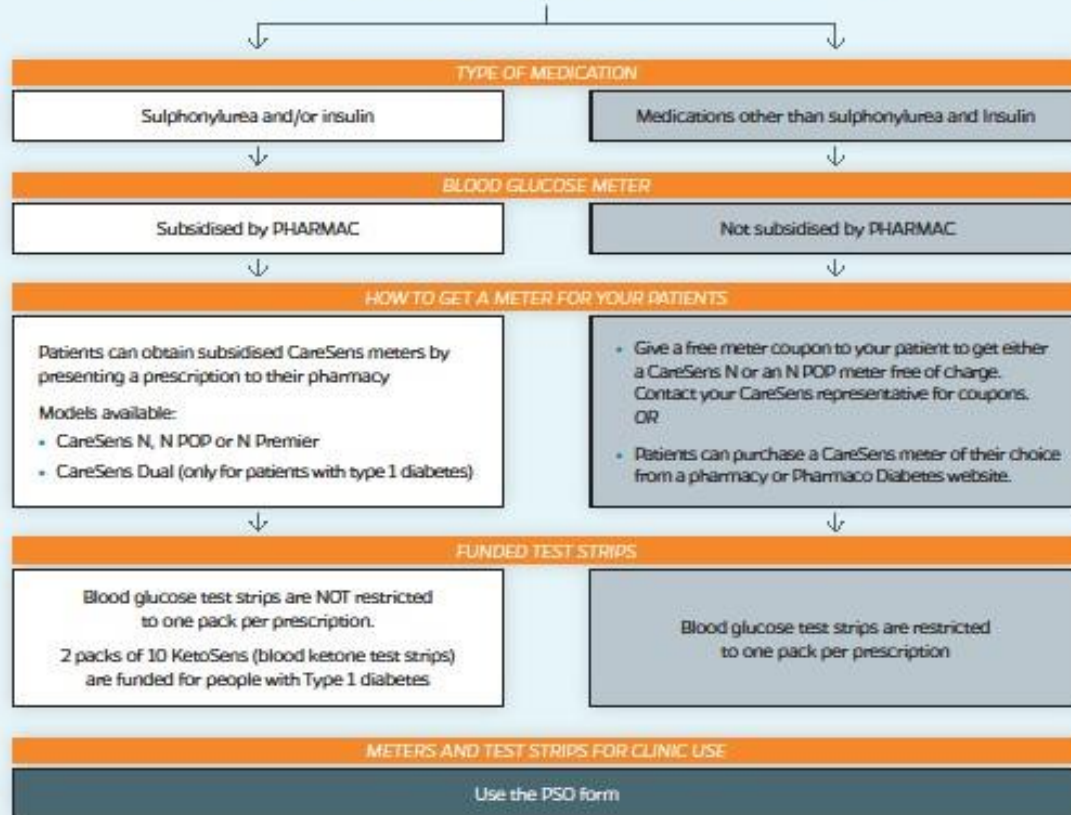 TYPE OF MEDICATION
Sulphonylurea and/or insulin
Medications other than sulphonylurea and Insulin
BLOOD GLUCOSE METER
Subsidised by PHARMAC
Not subsidised by PHARMAC
HOW TO GET A METER FOR YOUR PATIENTS
Patients can obtain subsidised CareSens meters by
presenting a prescription to their pharmacy
Models available:
• CareSens N, N POP or N Premier
• CareSens Dual (only for patients with type 1 diabetes)
• Give a free meter coupon to your patient to get either
a CareSens N or an N POP meter free of charge.
Contact your CareSens representative for coupons.
OR
• Patients can purchase a CareSens meter of their choice
from a pharmacy or Pharmaco Diabetes website.
FUNDED TEST STRIPS
Blood glucose test strips are NOT restricted
to one pack per prescription.
2 packs of 10 KetoSens (blood ketone test strips)
are funded for people with Type 1 diabetes
Blood glucose test strips are restricted
to one pack per prescription
METERS AND TEST STRIPS FOR CLINIC USE
Use the PSO form